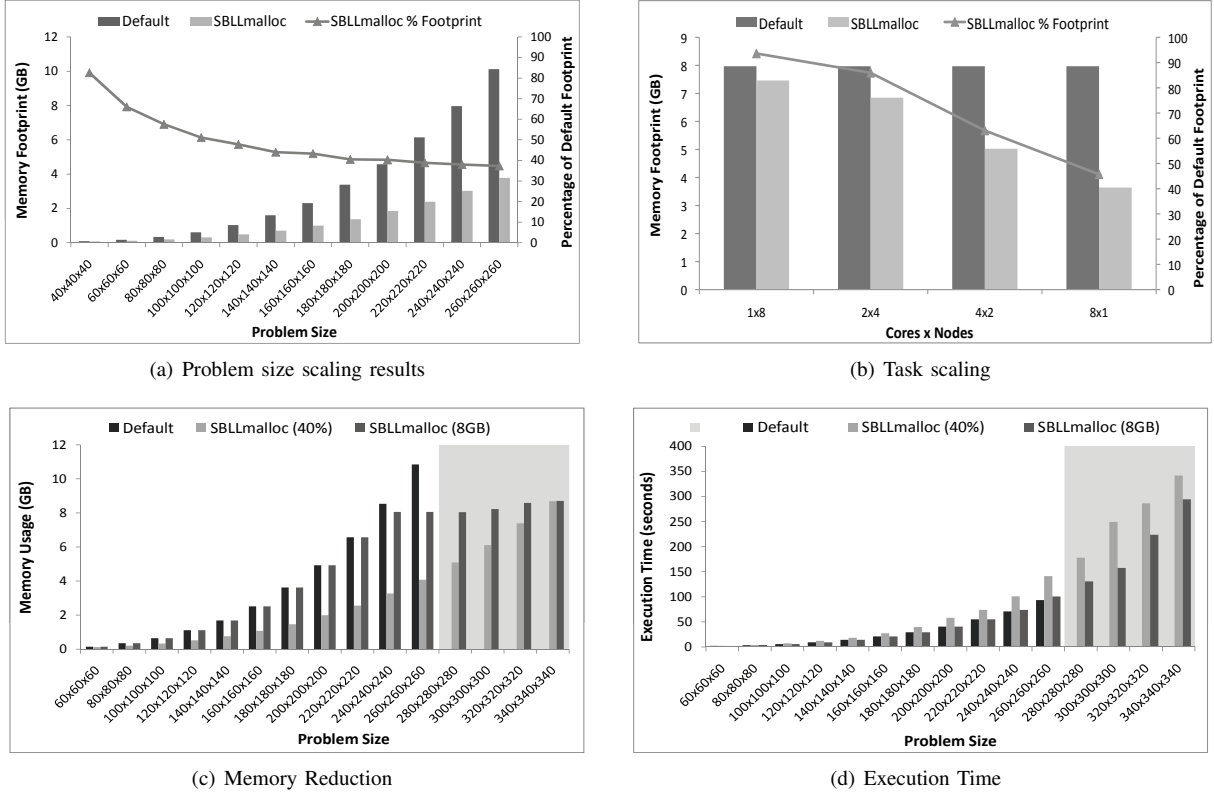 Default SBLLmalloc SBLLmalloc % Footprint
12
10
8
6
4
2
0
100
90
80
70
60
50
40
30
20
10
0
Memory Footprint (GB)
Percentage of Default Footprint
40x40x40
60x60x60
80x80x80
100x100x100
120x120x120
140x140x140
160x160x160
180x180x180
200x200x200
220x220x220
240x240x240
260x260x260
Problem Size
(a) Problem size scaling results
Default SBLLmalloc SBLLmalloc % Footprint
9
8
7
6
5
4
3
2
1
0
100
90
80
70
60
50
40
30
20
10
0
Memory Footprint (GB)
Percentage of Default Footprint
1x8 2x4 4x2 8x1
Cores x Nodes
(b) Task scaling
Default SBLLmalloc (40%) SBLLmalloc (8GB)
12
10
8
6
4
2
0
Memory Usage (GB)
60x60x60
80x80x80
100x100x100
120x120x120
140x140x140
160x160x160
180x180x180
200x200x200
220x220x220
240x240x240
260x260x260
280x280x280
300x300x300
320x320x320
340x340x340
Problem Size
(c) Memory Reduction
Default SBLLmalloc (40%) SBLLmalloc (8GB)
400
350
300
250
200
150
100
50
0
Execution Time (seconds)
60x60x60
80x80x80
100x100x100
120x120x120
140x140x140
160x160x160
180x180x180
200x200x200
220x220x220
240x240x240
260x260x260
280x280x280
300x300x300
320x320x320
340x340x340
Problem Size
(d) Execution Time